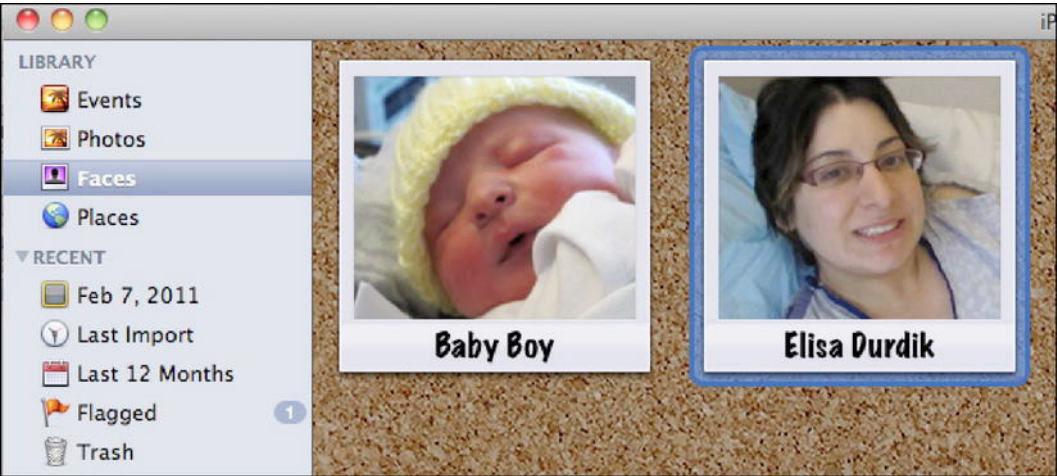 iP
LIBRARY
Events
Photos
Faces
Places
RECENT
Feb 7, 2011
Last Import
Last 12 Months
Flagged 1
Trash
Baby Boy
Elisa Durdik